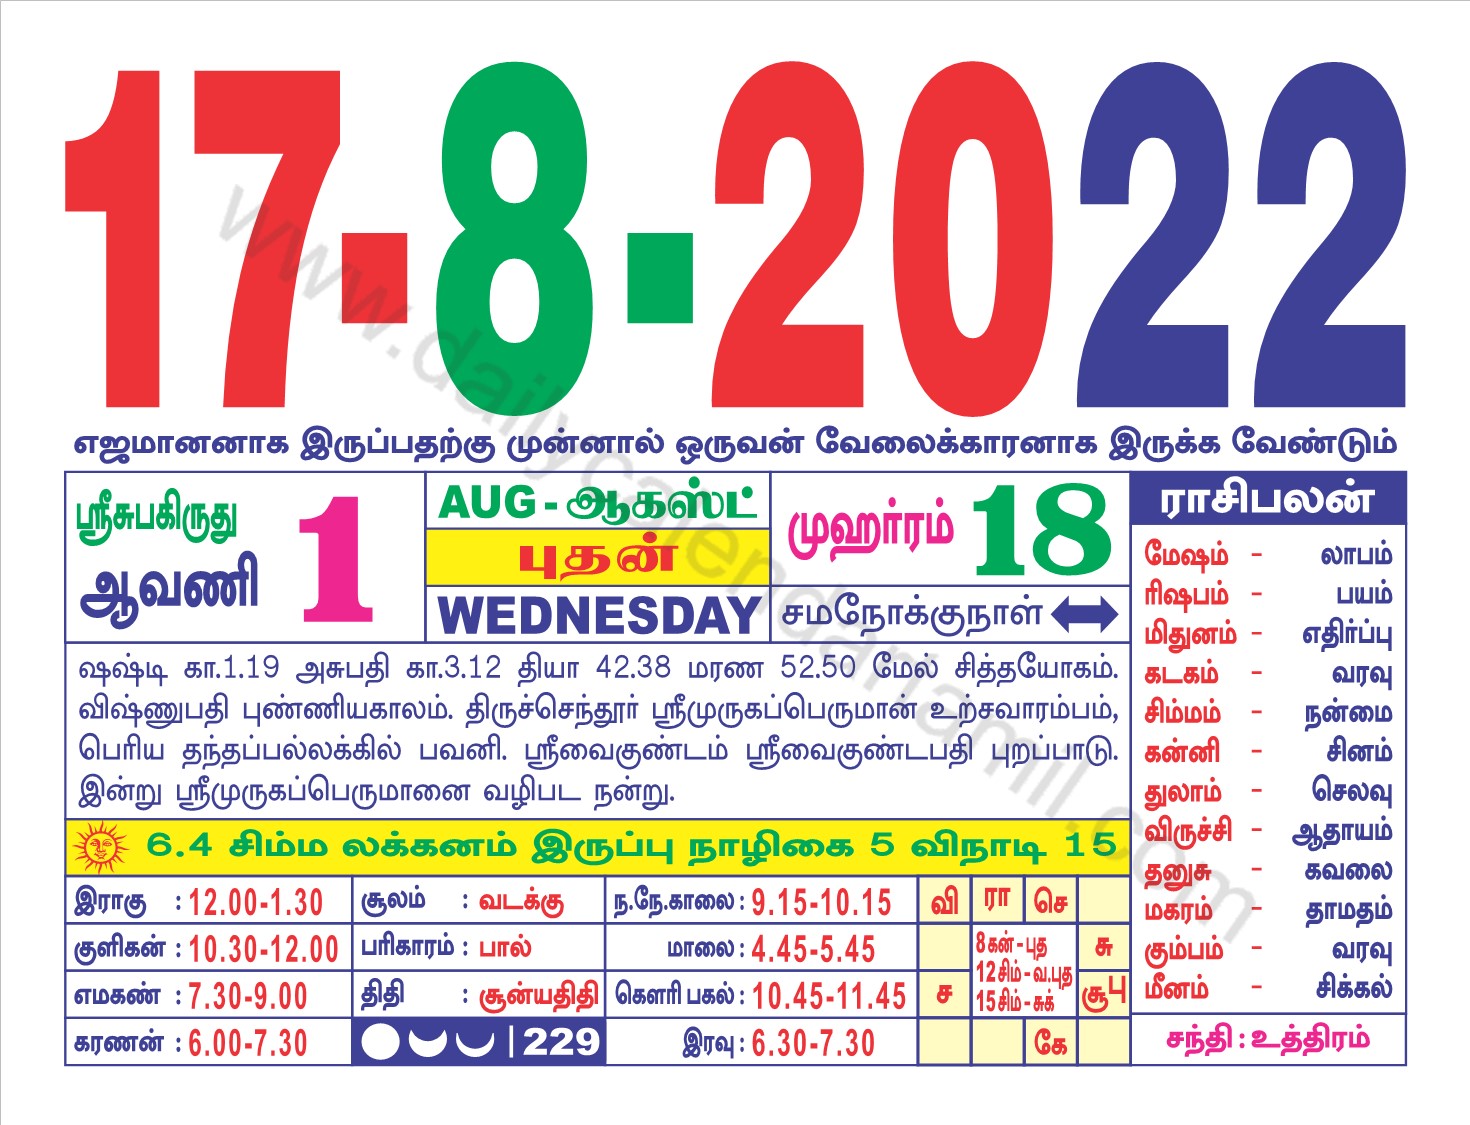 17-8-2022
எஜமானனாக இருப்பதற்கு முன்னால் ஒருவன் வேலைக்காரனாக இருக்க வேண்டும்
ஸ்ரீசுபகிருது
ஆவணி 1
AUG - ஆகஸ்ட்
புதன்
WEDNESDAY
முஹர்ரம் 18
சமநோக்குநாள்
ஷஷ்டி கா.1.19 அசுபதி கா.3.12 தியா 42.38 மரண 52.50 மேல் சித்தயோகம்.
விஷ்ணுபதி புண்ணியகாலம். திருச்செந்தூர் ஸ்ரீமுருகப்பெருமான் உற்சவாரம்பம்,
பெரிய தந்தப்பல்லக்கில் பவனி. ஸ்ரீவைகுண்டம் ஸ்ரீவைகுண்டபதி புறப்பாடு.
இன்று ஸ்ரீமுருகப்பெருமானை வழிபட நன்று.
6.4 சிம்ம லக்கனம் இருப்பு நாழிகை 5 விநாடி 15
இராகு : 12.00-1.30
குளிகன் : 10.30-12.00
எமகண் : 7.30-9.00
கரணன் : 6.00-7.30
சூலம் : வடக்கு
பரிகாரம் : பால்
திதி : சூன்யதிதி
| 229
ந.நே.காலை : 9.15-10.15
மாலை : 4.45-5.45
கௌரி பகல் : 10.45-11.45
இரவு : 6.30-7.30
வி ரா செ
8கன் - புத சு
12சிம் - வ.புத
ச 15சிம் - சுக் சூபு
கே
ராசிபலன்
மேஷம் - லாபம்
ரிஷபம் - பயம்
மிதுனம் - எதிர்ப்பு
கடகம் - வரவு
சிம்மம் - நன்மை
கன்னி - சினம்
துலாம் - செலவு
விருச்சி - ஆதாயம்
தனுசு - கவலை
மகரம் - தாமதம்
கும்பம் - வரவு
மீனம் - சிக்கல்
சந்தி : உத்திரம்
www.dailycalendartamil.com